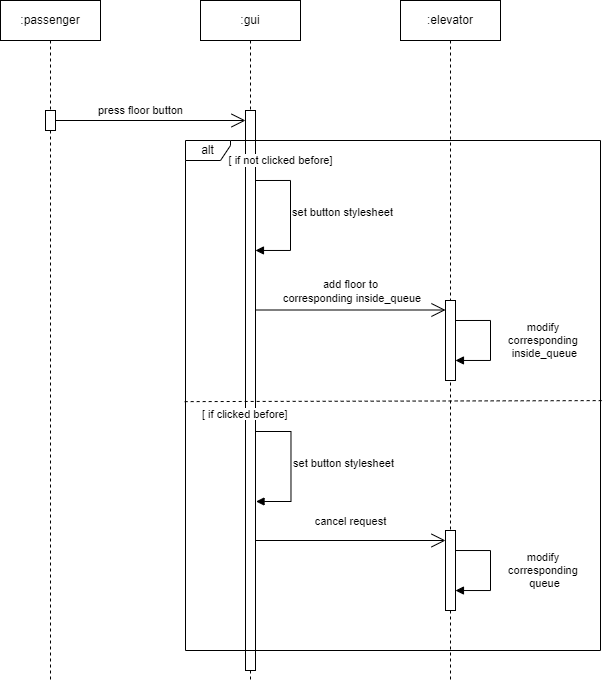 :passenger
:gui
:elevator
press floor button
alt
[ if not clicked before]
set button stylesheet
add floor to
corresponding inside_queue
modify
corresponding
inside_queue
[ if clicked before]
set button stylesheet
cancel request
modify
corresponding
queue